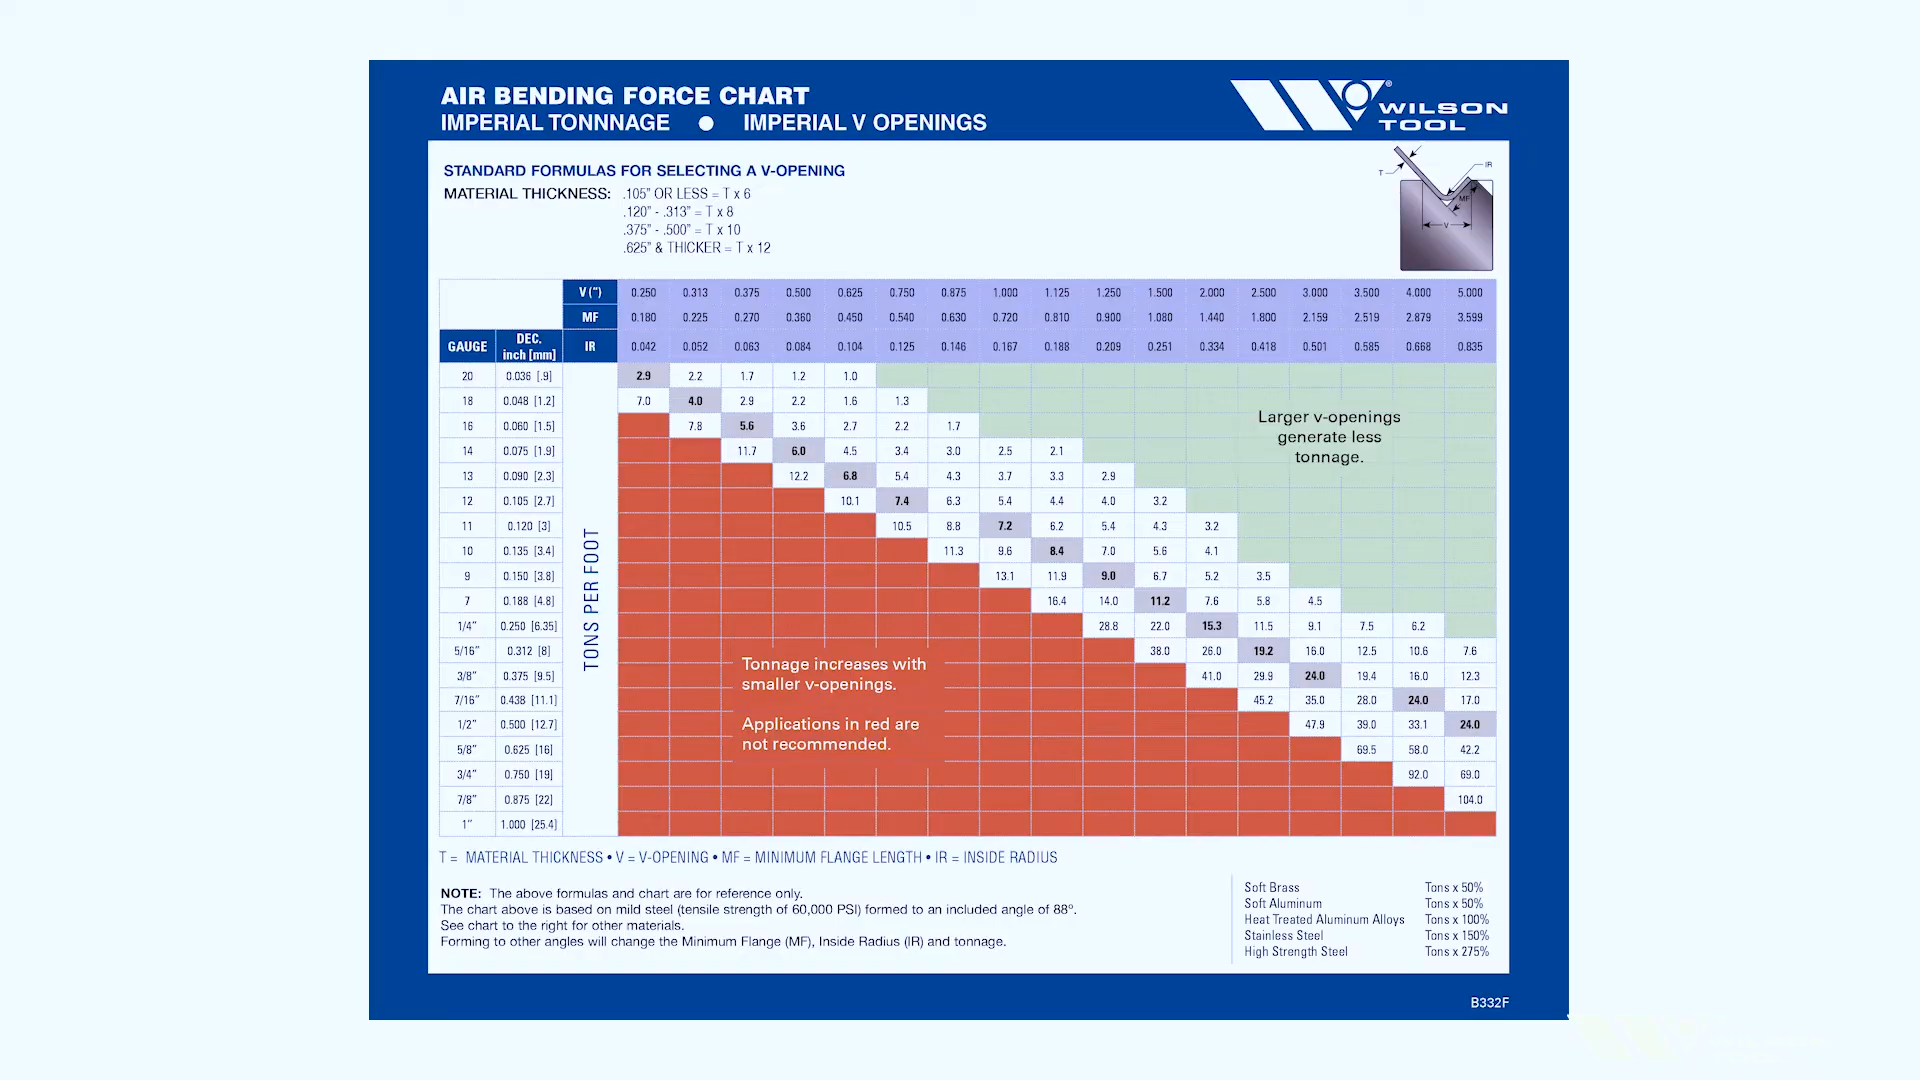 AIR BENDING FORCE CHART
IMPERIAL TONNNAGE ● IMPERIAL V OPENINGS
® WILSON
TOOL
STANDARD FORMULAS FOR SELECTING A V-OPENING
MATERIAL THICKNESS: .105" OR LESS = T x 6
.120" - .313" = T x 8
.375" - .500" = T x 10
.625" & THICKER = T x 12
T IR MF V
V (") 0.250 0.313 0.375 0.500 0.625 0.750 0.875 1.000 1.125 1.250 1.500 2.000 2.500 3.000 3.500 4.000 5.000
MF 0.180 0.225 0.270 0.360 0.450 0.540 0.630 0.720 0.810 0.900 1.080 1.440 1.800 2.159 2.519 2.879 3.599
GAUGE DEC. inch [mm] IR 0.042 0.052 0.063 0.084 0.104 0.125 0.146 0.167 0.188 0.209 0.251 0.334 0.418 0.501 0.585 0.668 0.835
TONS PER FOOT
20 0.036 [.9] 2.9 2.2 1.7 1.2 1.0
18 0.048 [1.2] 7.0 4.0 2.9 2.2 1.6 1.3
16 0.060 [1.5] 7.8 5.6 3.6 2.7 2.2 1.7
14 0.075 [1.9] 11.7 6.0 4.5 3.4 3.0 2.5 2.1
13 0.090 [2.3] 12.2 6.8 5.4 4.3 3.7 3.3 2.9
12 0.105 [2.7] 10.1 7.4 6.3 5.4 4.4 4.0 3.2
11 0.120 [3] 10.5 8.8 7.2 6.2 5.4 4.3 3.2
10 0.135 [3.4] 11.3 9.6 8.4 7.0 5.6 4.1
9 0.150 [3.8] 13.1 11.9 9.0 6.7 5.2 3.5
7 0.188 [4.8] 16.4 14.0 11.2 7.6 5.8 4.5
1/4" 0.250 [6.35] 28.8 22.0 15.3 11.5 9.1 7.5 6.2
5/16" 0.312 [8] 38.0 26.0 19.2 16.0 12.5 10.6 7.6
3/8" 0.375 [9.5] 41.0 29.9 24.0 19.4 16.0 12.3
7/16" 0.438 [11.1] 45.2 35.0 28.0 24.0 17.0
1/2" 0.500 [12.7] 47.9 39.0 33.1 24.0
5/8" 0.625 [16] 69.5 58.0 42.2
3/4" 0.750 [19] 92.0 69.0
7/8" 0.875 [22] 104.0
1" 1.000 [25.4]
Larger v-openings
generate less
tonnage.
Tonnage increases with
smaller v-openings.
Applications in red are
not recommended.
T = MATERIAL THICKNESS • V = V-OPENING • MF = MINIMUM FLANGE LENGTH • IR = INSIDE RADIUS
NOTE: The above formulas and chart are for reference only.
The chart above is based on mild steel (tensile strength of 60,000 PSI) formed to an included angle of 88º.
See chart to the right for other materials.
Forming to other angles will change the Minimum Flange (MF), Inside Radius (IR) and tonnage.
Soft Brass Tons x 50%
Soft Aluminum Tons x 50%
Heat Treated Aluminum Alloys Tons x 100%
Stainless Steel Tons x 150%
High Strength Steel Tons x 275%
B332F